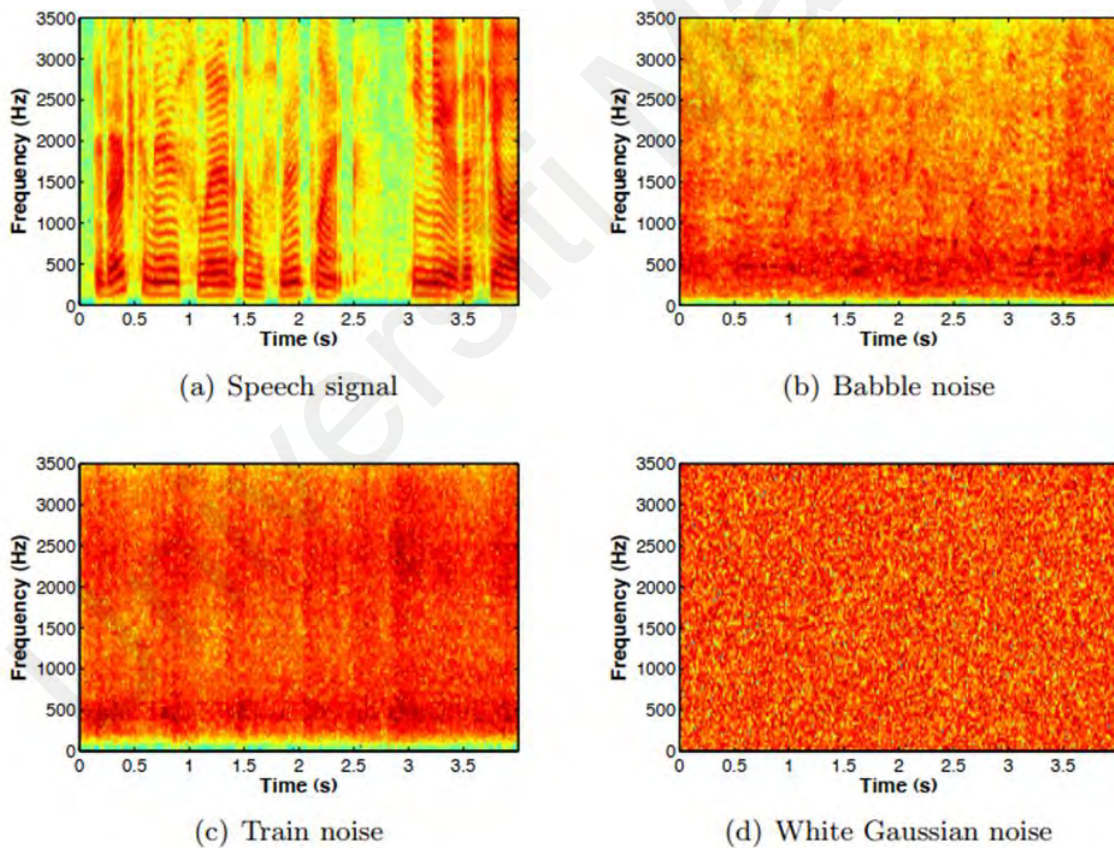 3500
3000
2500
2000
1500
1000
500
0
Frequency (Hz)
0 0.5 1 1.5 2 2.5 3 3.5
Time (s)
(a) Speech signal
3500
3000
2500
2000
1500
1000
500
0
Frequency (Hz)
0 0.5 1 1.5 2 2.5 3 3.5
Time (s)
(b) Babble noise
3500
3000
2500
2000
1500
1000
500
0
Frequency (Hz)
0 0.5 1 1.5 2 2.5 3 3.5
Time (s)
(c) Train noise
3500
3000
2500
2000
1500
1000
500
0
Frequency (Hz)
0 0.5 1 1.5 2 2.5 3 3.5
Time (s)
(d) White Gaussian noise